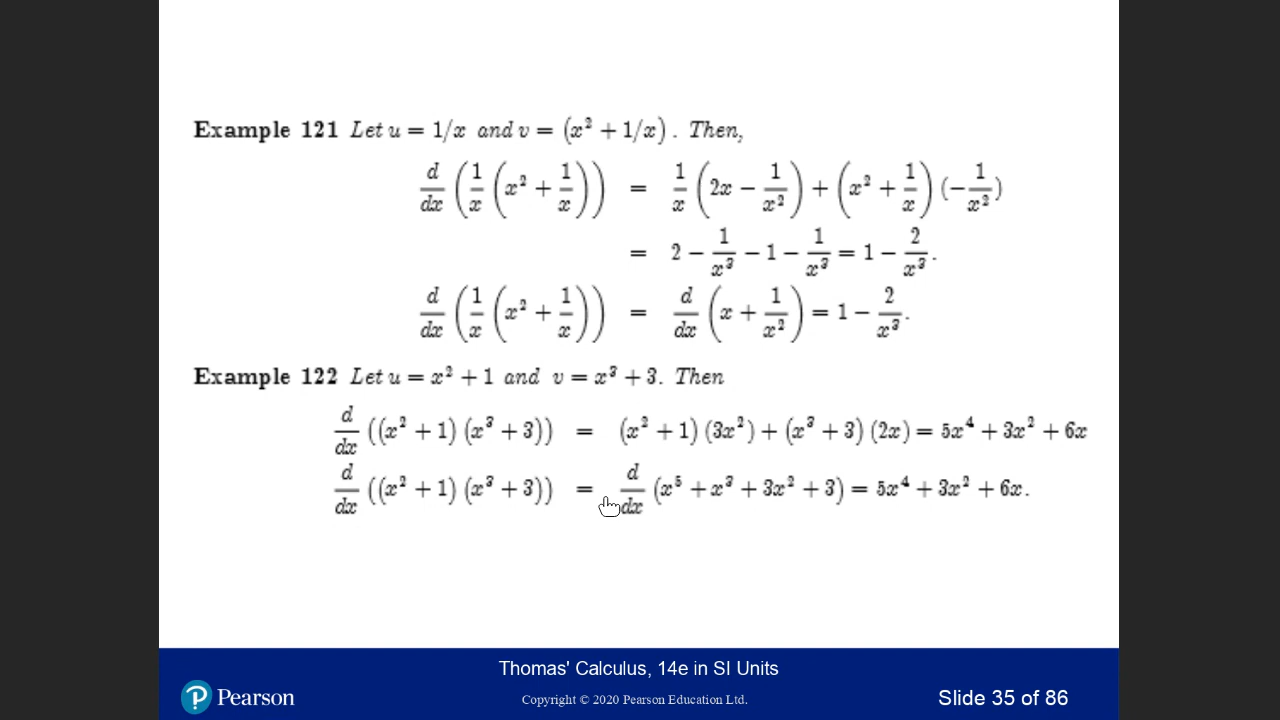 Example 121 Let u = 1/x and v = (x² + 1/x). Then,
d/dx (1/x (x² + 1/x)) = 1/x (2x − 1/x²) + (x² + 1/x) (−1/x²)
= 2 − 1/x³ − 1 − 1/x³ = 1 − 2/x³.
d/dx (1/x (x² + 1/x)) = d/dx (x + 1/x²) = 1 − 2/x³.
Example 122 Let u = x² + 1 and v = x³ + 3. Then
d/dx ((x² + 1) (x³ + 3)) = (x² + 1) (3x²) + (x³ + 3) (2x) = 5x⁴ + 3x² + 6x
d/dx ((x² + 1) (x³ + 3)) = d/dx (x⁵ + x³ + 3x² + 3) = 5x⁴ + 3x² + 6x.
Thomas' Calculus, 14e in SI Units
P Pearson
Copyright © 2020 Pearson Education Ltd.
Slide 35 of 86